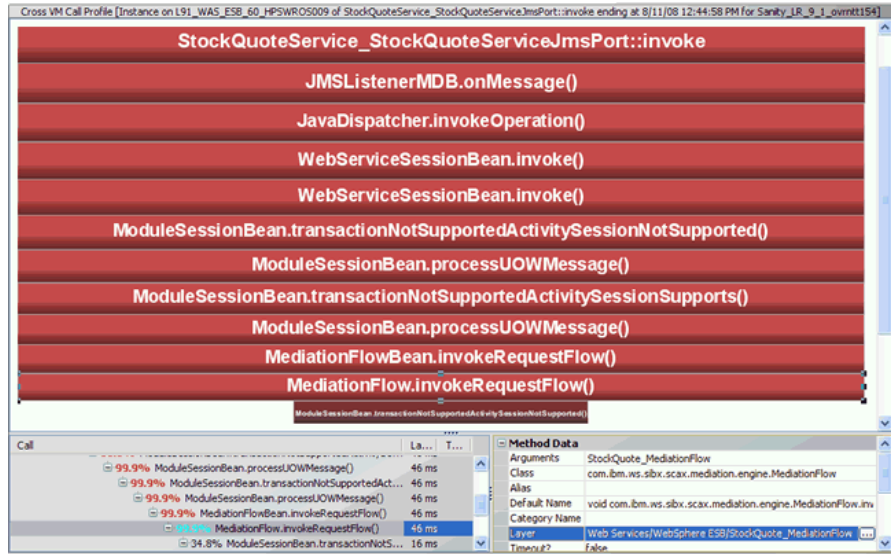 Cross VM Call Profile [Instance on L91_WAS_ESB_60_HPSWROS009 of StockQuoteService_StockQuoteServiceJmsPort::invoke ending at 8/11/08 12:44:58 PM for Sanity_LR_9_1_ovrntt154]
StockQuoteService_StockQuoteServiceJmsPort::invoke
JMSListenerMDB.onMessage()
JavaDispatcher.invokeOperation()
WebServiceSessionBean.invoke()
WebServiceSessionBean.invoke()
ModuleSessionBean.transactionNotSupportedActivitySessionNotSupported()
ModuleSessionBean.processUOWMessage()
ModuleSessionBean.transactionNotSupportedActivitySessionSupports()
ModuleSessionBean.processUOWMessage()
MediationFlowBean.invokeRequestFlow()
MediationFlow.invokeRequestFlow()
ModuleSessionBean.transactionNotSupportedActivitySessionNotSupported()
Call La... T...
99.9% ModuleSessionBean.processUOWMessage() 46 ms
99.9% ModuleSessionBean.transactionNotSupportedAct... 46 ms
99.9% ModuleSessionBean.processUOWMessage() 46 ms
99.9% MediationFlowBean.invokeRequestFlow() 46 ms
MediationFlow.invokeRequestFlow() 46 ms
34.8% ModuleSessionBean.transactionNotS... 16 ms
Method Data
Arguments StockQuote_MediationFlow
Class com.ibm.ws.sibx.scax.mediation.engine.MediationFlow
Alias
Default Name void com.ibm.ws.sibx.scax.mediation.engine.MediationFlow.inv
Category Name
Layer Web Services/WebSphere ESB/StockQuote_MediationFlow ...
Timeout? false